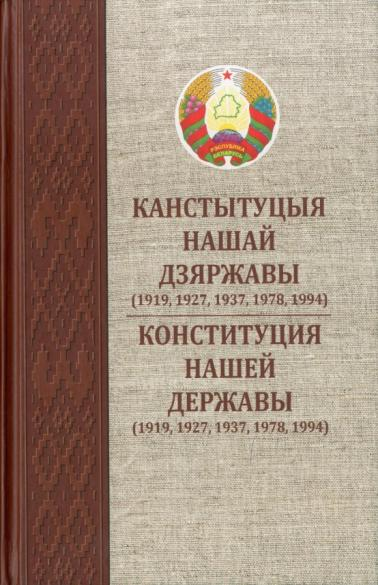 РЭСПУБЛІКА
БЕЛАРУСЬ
КАНСТЫТУЦЫЯ
НАШАЙ
ДЗЯРЖАВЫ
(1919, 1927, 1937, 1978, 1994)
КОНСТИТУЦИЯ
НАШЕЙ
ДЕРЖАВЫ
(1919, 1927, 1937, 1978, 1994)